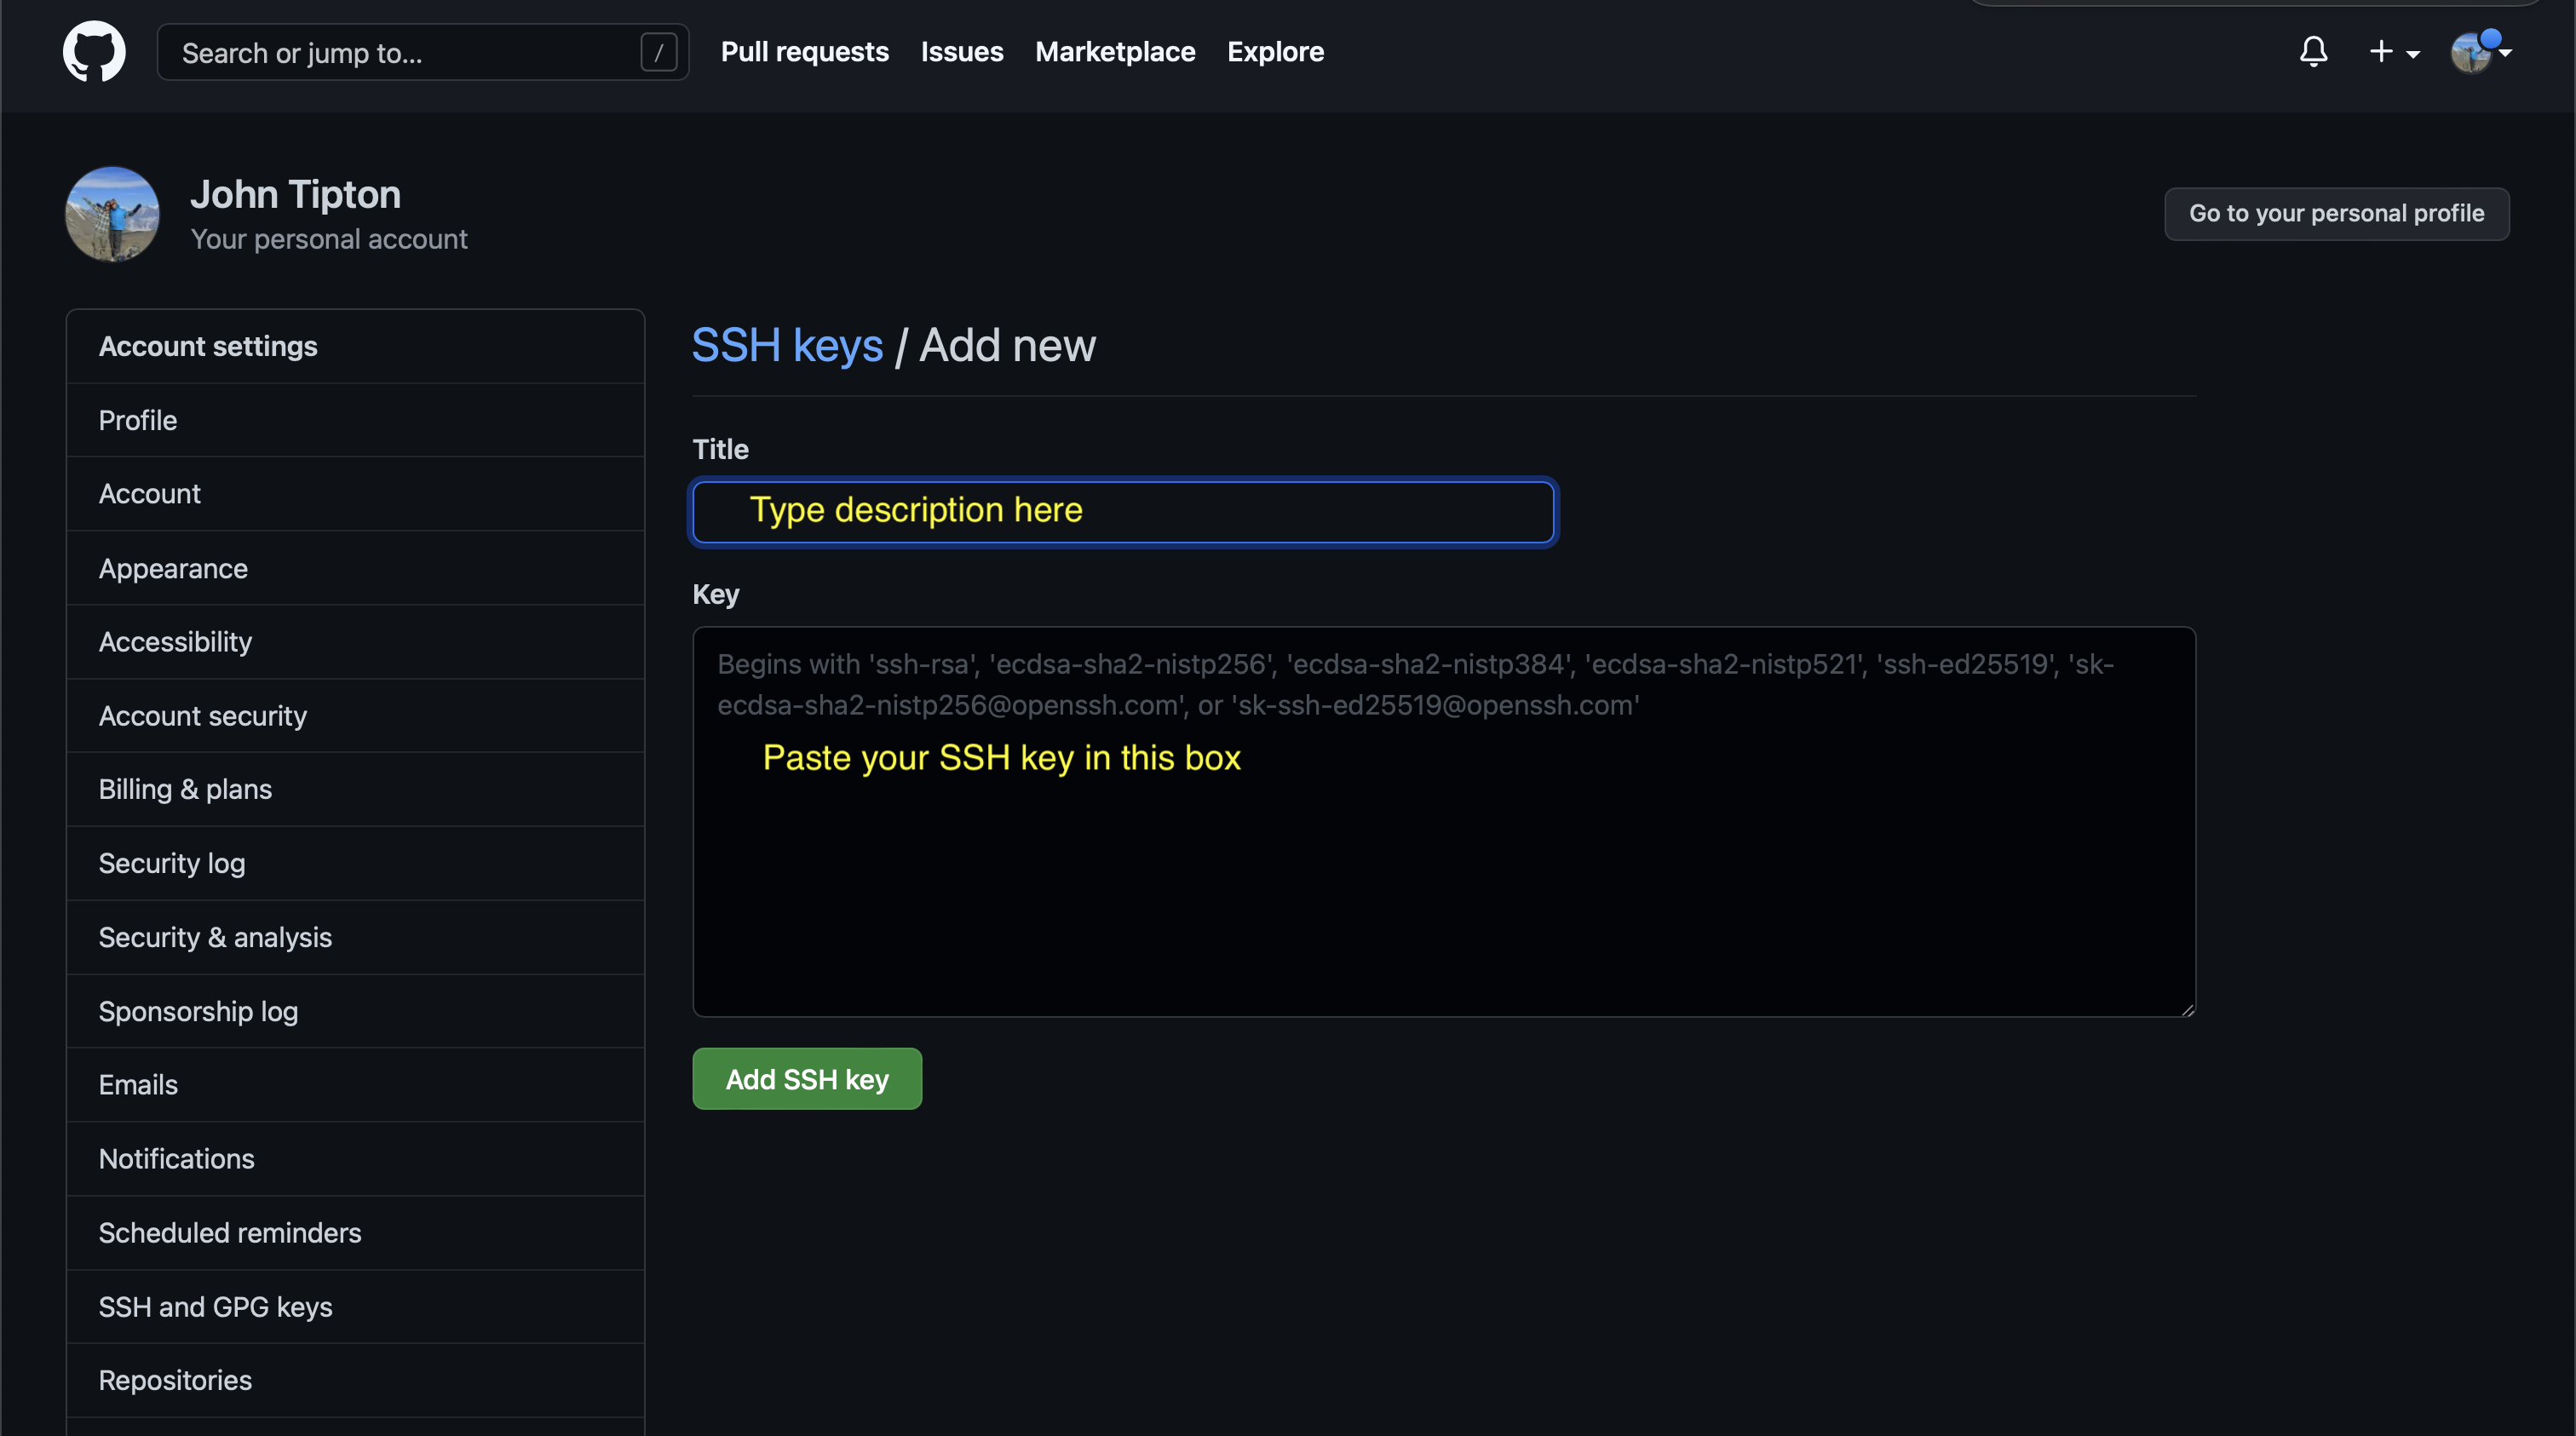 Search or jump to...
/
Pull requests
Issues
Marketplace
Explore
John Tipton
Your personal account
Go to your personal profile
Account settings
Profile
Account
Appearance
Accessibility
Account security
Billing & plans
Security log
Security & analysis
Sponsorship log
Emails
Notifications
Scheduled reminders
SSH and GPG keys
Repositories
SSH keys / Add new
Title
Type description here
Key
Begins with 'ssh-rsa', 'ecdsa-sha2-nistp256', 'ecdsa-sha2-nistp384', 'ecdsa-sha2-nistp521', 'ssh-ed25519', 'sk-
ecdsa-sha2-nistp256@openssh.com', or 'sk-ssh-ed25519@openssh.com'
Paste your SSH key in this box
Add SSH key